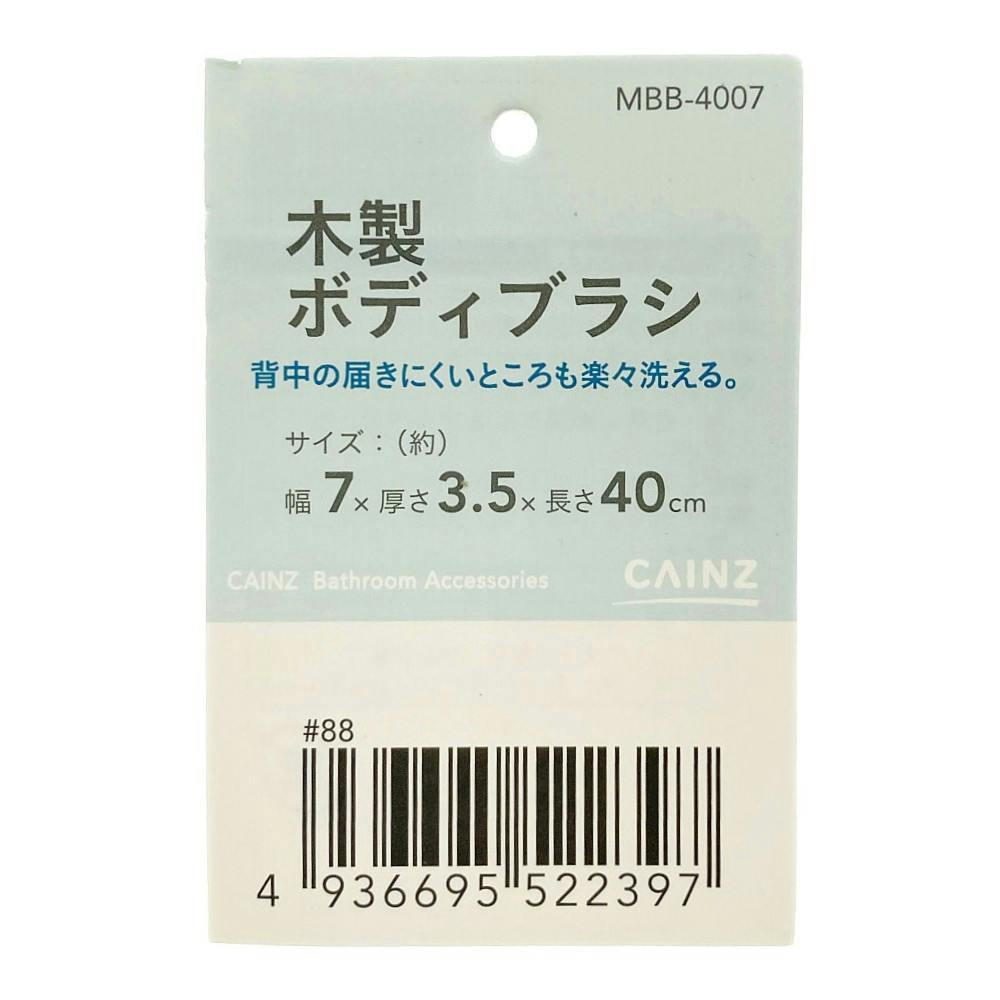 MBB-4007
木製
ボディブラシ
背中の届きにくいところも楽々洗える。
サイズ：（約）
幅 7× 厚さ 3.5× 長さ 40cm
CAINZ Bathroom Accessories CAINZ
#88
4 936695 522397